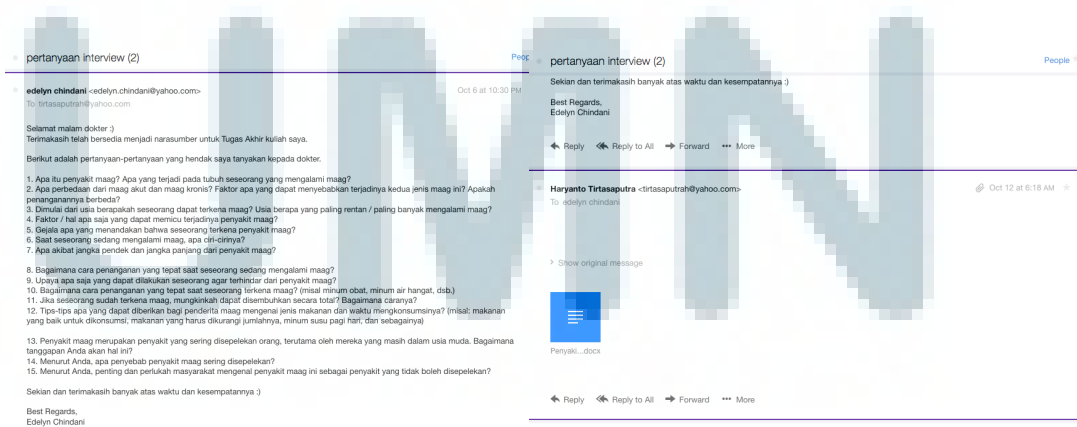 UMN
pertanyaan interview (2)
Peop
edelyn chindani <edelyn.chindani@yahoo.com>
Oct 6 at 10:30 PM
To tirtasaputrah@yahoo.com
Selamat malam dokter :)
Terimakasih telah bersedia menjadi narasumber untuk Tugas Akhir kuliah saya.
Berikut adalah pertanyaan-pertanyaan yang hendak saya tanyakan kepada dokter.
1. Apa itu penyakit maag? Apa yang terjadi pada tubuh seseorang yang mengalami maag?
2. Apa perbedaan dari maag akut dan maag kronis? Faktor apa yang dapat menyebabkan terjadinya kedua jenis maag ini? Apakah
penanganannya berbeda?
3. Dimulai dari usia berapakah seseorang dapat terkena maag? Usia berapa yang paling rentan / paling banyak mengalami maag?
4. Faktor / hal apa saja yang dapat memicu terjadinya penyakit maag?
5. Gejala apa yang menandakan bahwa seseorang terkena penyakit maag?
6. Saat seseorang sedang mengalami maag, apa ciri-cirinya?
7. Apa akibat jangka pendek dan jangka panjang dari penyakit maag?
8. Bagaimana cara penanganan yang tepat saat seseorang sedang mengalami maag?
9. Upaya apa saja yang dapat dilakukan seseorang agar terhindar dari penyakit maag?
10. Bagaimana cara penanganan yang tepat saat seseorang terkena maag? (misal minum obat, minum air hangat, dsb.)
11. Jika seseorang sudah terkena maag, mungkinkah dapat disembuhkan secara total? Bagaimana caranya?
12. Tips-tips apa yang dapat diberikan bagi penderita maag mengenai jenis makanan dan waktu mengkonsumsinya? (misal; makanan
yang baik untuk dikonsumsi, makanan yang harus dikurangi jumlahnya, minum susu pagi hari, dan sebagainya)
13. Penyakit maag merupakan penyakit yang sering disepelekan orang, terutama oleh mereka yang masih dalam usia muda. Bagaimana
tanggapan Anda akan hal ini?
14. Menurut Anda, apa penyebab penyakit maag sering disepelekan?
15. Menurut Anda, penting dan perlukah masyarakat mengenal penyakit maag ini sebagai penyakit yang tidak boleh disepelekan?
Sekian dan terimakasih banyak atas waktu dan kesempatannya :)
Best Regards,
Edelyn Chindani
pertanyaan interview (2)
People
Sekian dan terimakasih banyak atas waktu dan kesempatannya :)
Best Regards,
Edelyn Chindani
Reply Reply to All Forward More
Haryanto Tirtasaputra <tirtasaputrah@yahoo.com>
Oct 12 at 6:18 AM
To edelyn chindani
Show original message
Penyaki...docx
Reply Reply to All Forward More